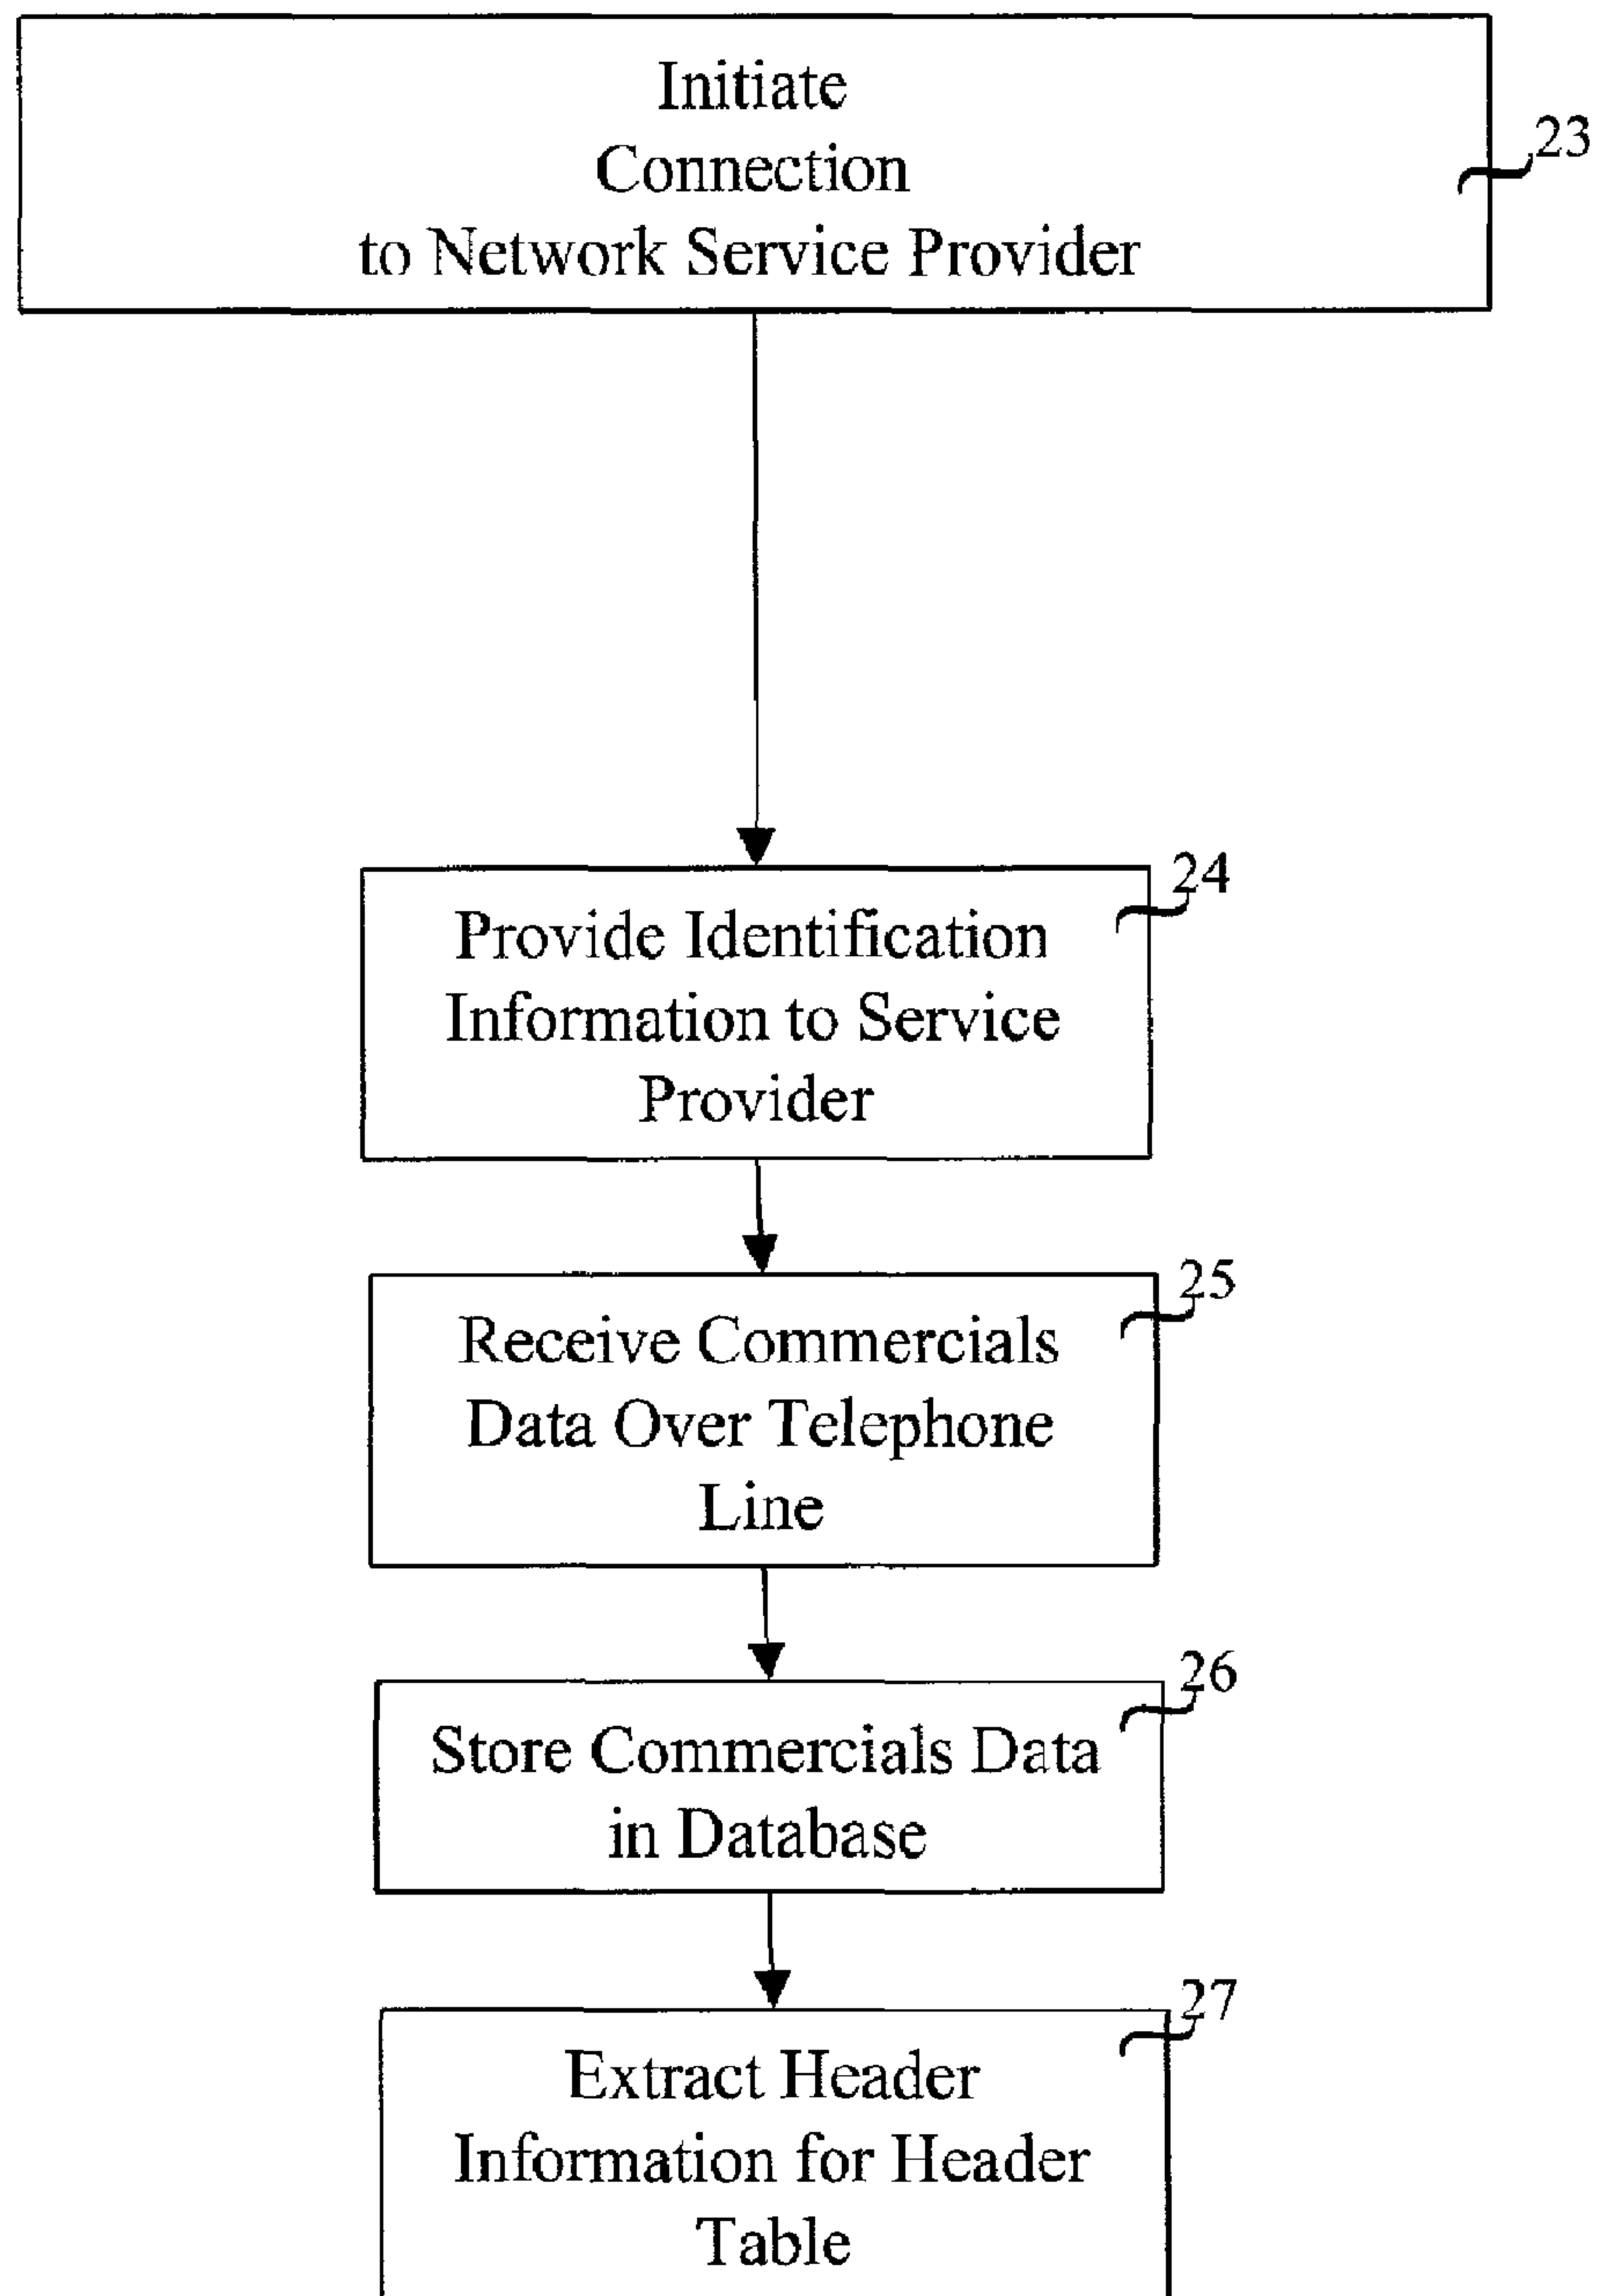 Initiate
Connection
to Network Service Provider
23
24
Provide Identification
Information to Service
Provider
25
Receive Commercials
Data Over Telephone
Line
26
Store Commercials Data
in Database
27
Extract Header
Information for Header
Table